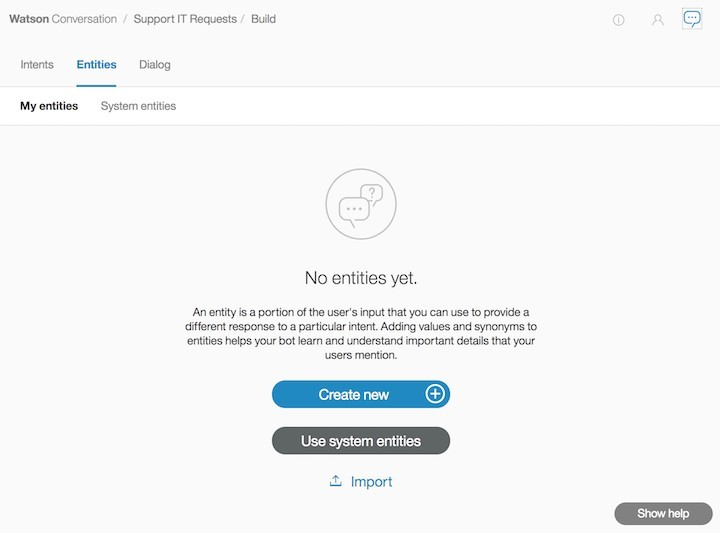 Watson Conversation / Support IT Requests / Build
Intents Entities Dialog
My entities System entities
?
No entities yet.
An entity is a portion of the user's input that you can use to provide a
different response to a particular intent. Adding values and synonyms to
entities helps your bot learn and understand important details that your
users mention.
Create new
Use system entities
Import
Show help